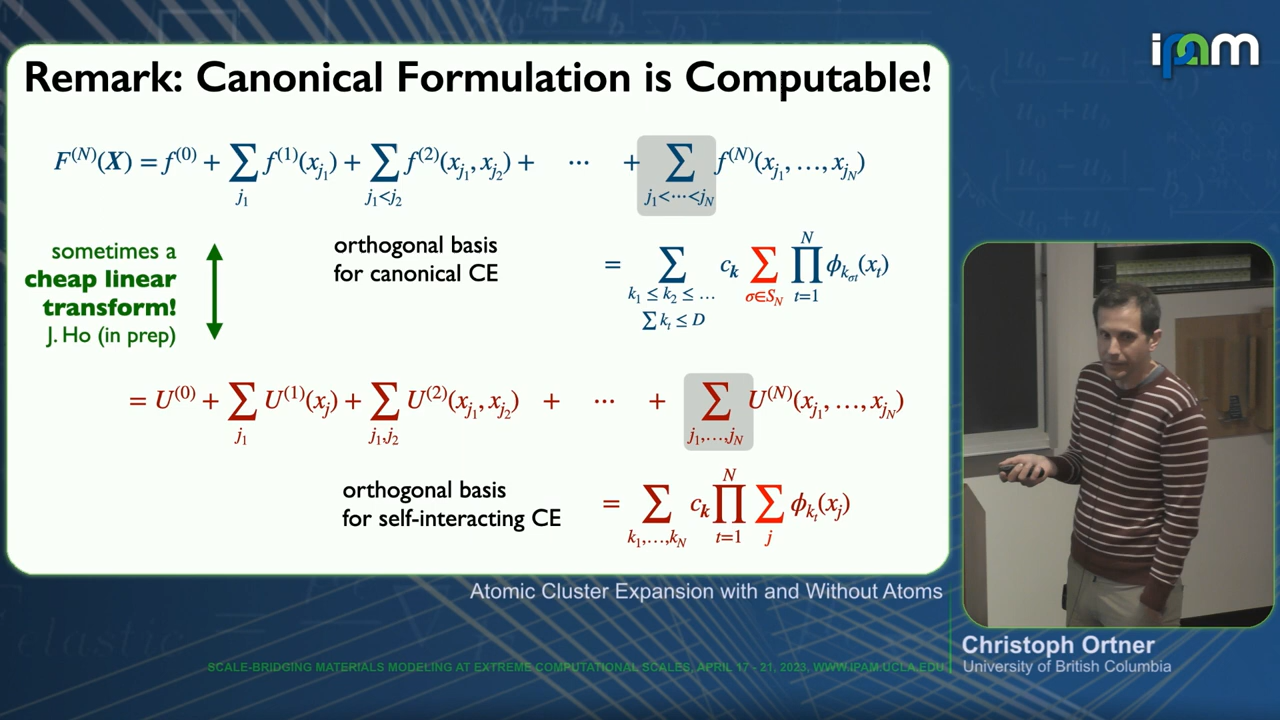 ipam
Remark: Canonical Formulation is Computable!
F^{(N)}(X) = f^{(0)} + ∑_{j_1} f^{(1)}(x_{j_1}) + ∑_{j_1<j_2} f^{(2)}(x_{j_1}, x_{j_2}) + ⋯ + ∑_{j_1<⋯<j_N} f^{(N)}(x_{j_1}, …, x_{j_N})
sometimes a
cheap linear
transform!
J. Ho (in prep)
orthogonal basis
for canonical CE
= ∑_{k_1 ≤ k_2 ≤ … ∑k_t ≤ D} c_k ∑_{σ∈S_N} ∏_{t=1}^{N} ϕ_{k_{σt}}(x_t)
= U^{(0)} + ∑_{j_1} U^{(1)}(x_j) + ∑_{j_1,j_2} U^{(2)}(x_{j_1}, x_{j_2}) + ⋯ + ∑_{j_1,…,j_N} U^{(N)}(x_{j_1}, …, x_{j_N})
orthogonal basis
for self-interacting CE
= ∑_{k_1,…,k_N} c_k ∏_{t=1}^{N} ∑_j ϕ_{k_t}(x_j)
Atomic Cluster Expansion with and Without Atoms
Christoph Ortner
University of British Columbia
SCALE-BRIDGING MATERIALS MODELING AT EXTREME COMPUTATIONAL SCALES, APRIL 17 - 21, 2023, WWW.IPAM.UCLA.EDU